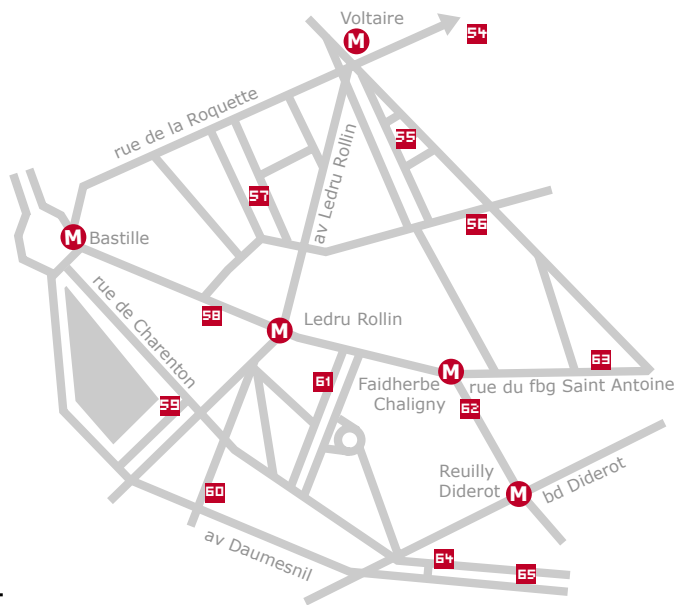 Voltaire
M
54
rue de la Roquette
55
av Ledru Rollin
57
56
M
Bastille
rue de Charenton
58
Ledru Rollin
M
63
61
M
Faidherbe
Chaligny
rue du fbg Saint Antoine
59
62
Reuilly
Diderot
M
bd Diderot
60
av Daumesnil
64
65